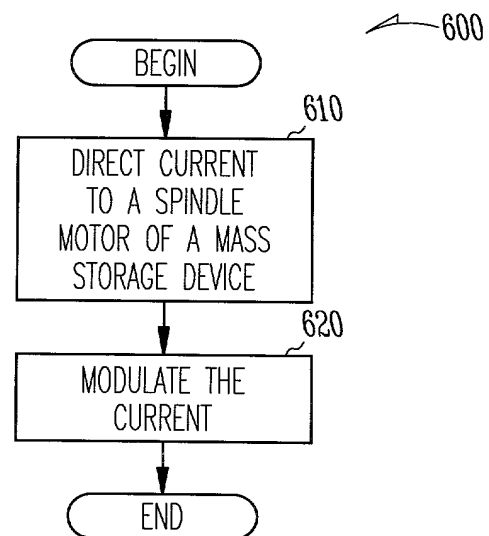 600
BEGIN
610
DIRECT CURRENT
TO A SPINDLE
MOTOR OF A MASS
STORAGE DEVICE
620
MODULATE THE
CURRENT
END